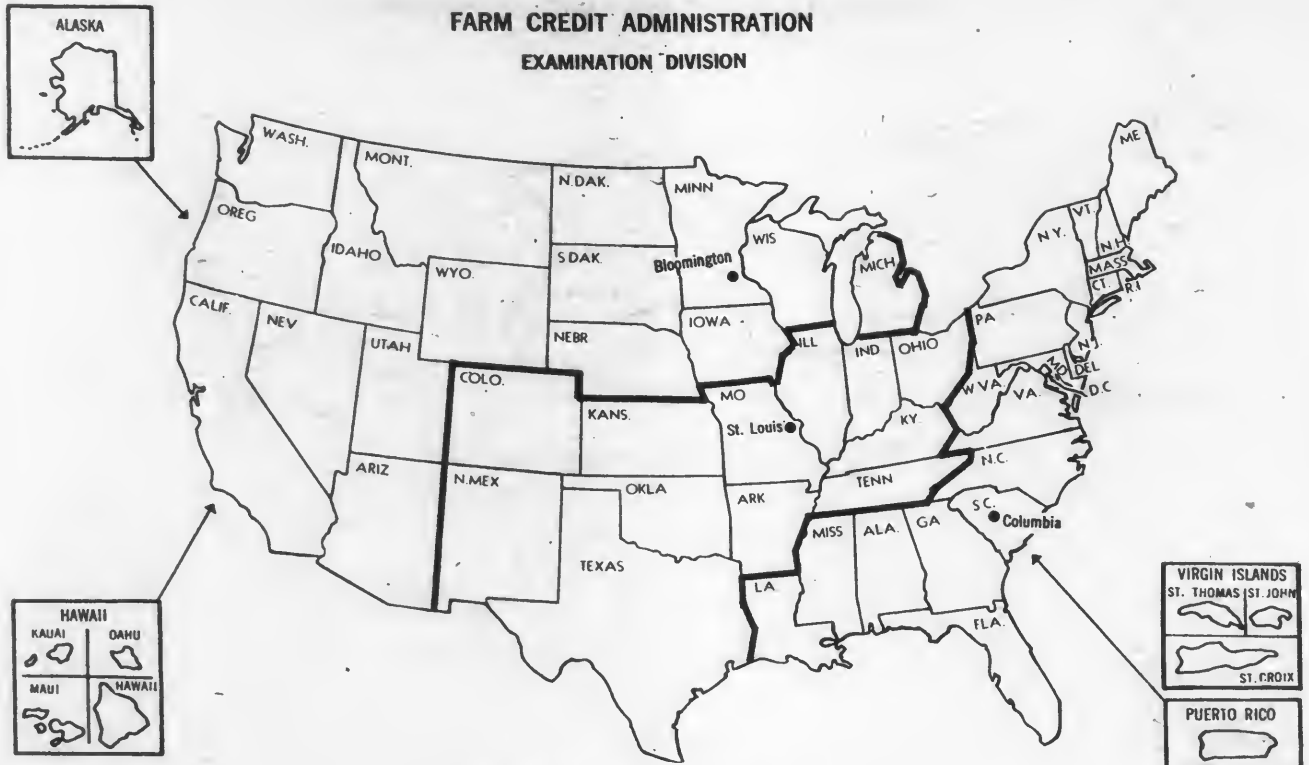 FARM CREDIT ADMINISTRATION
EXAMINATION DIVISION
ALASKA
WASH.
MONT.
N.DAK.
MINN
OREG
IDAHO
WYO.
S DAK.
Bloomington
WIS
MICH
ME
VT.
N.Y.
N.H
MASS
CT.
R.I
CALIF.
NEV
UTAH
NEBR
IOWA
ILL
IND
OHIO
PA
N.J.
MD
DEL
D.C
COLO.
KANS.
MO
St. Louis
KY.
W VA.
VA.
ARIZ
N.MEX
OKLA
ARK
TENN
N.C.
S.C.
Columbia
TEXAS
LA.
MISS
ALA.
GA
FLA.
HAWAII
KAUAI OAHU
MAUI HAWAII
VIRGIN ISLANDS
ST. THOMAS ST. JOHN
ST. CROIX
PUERTO RICO